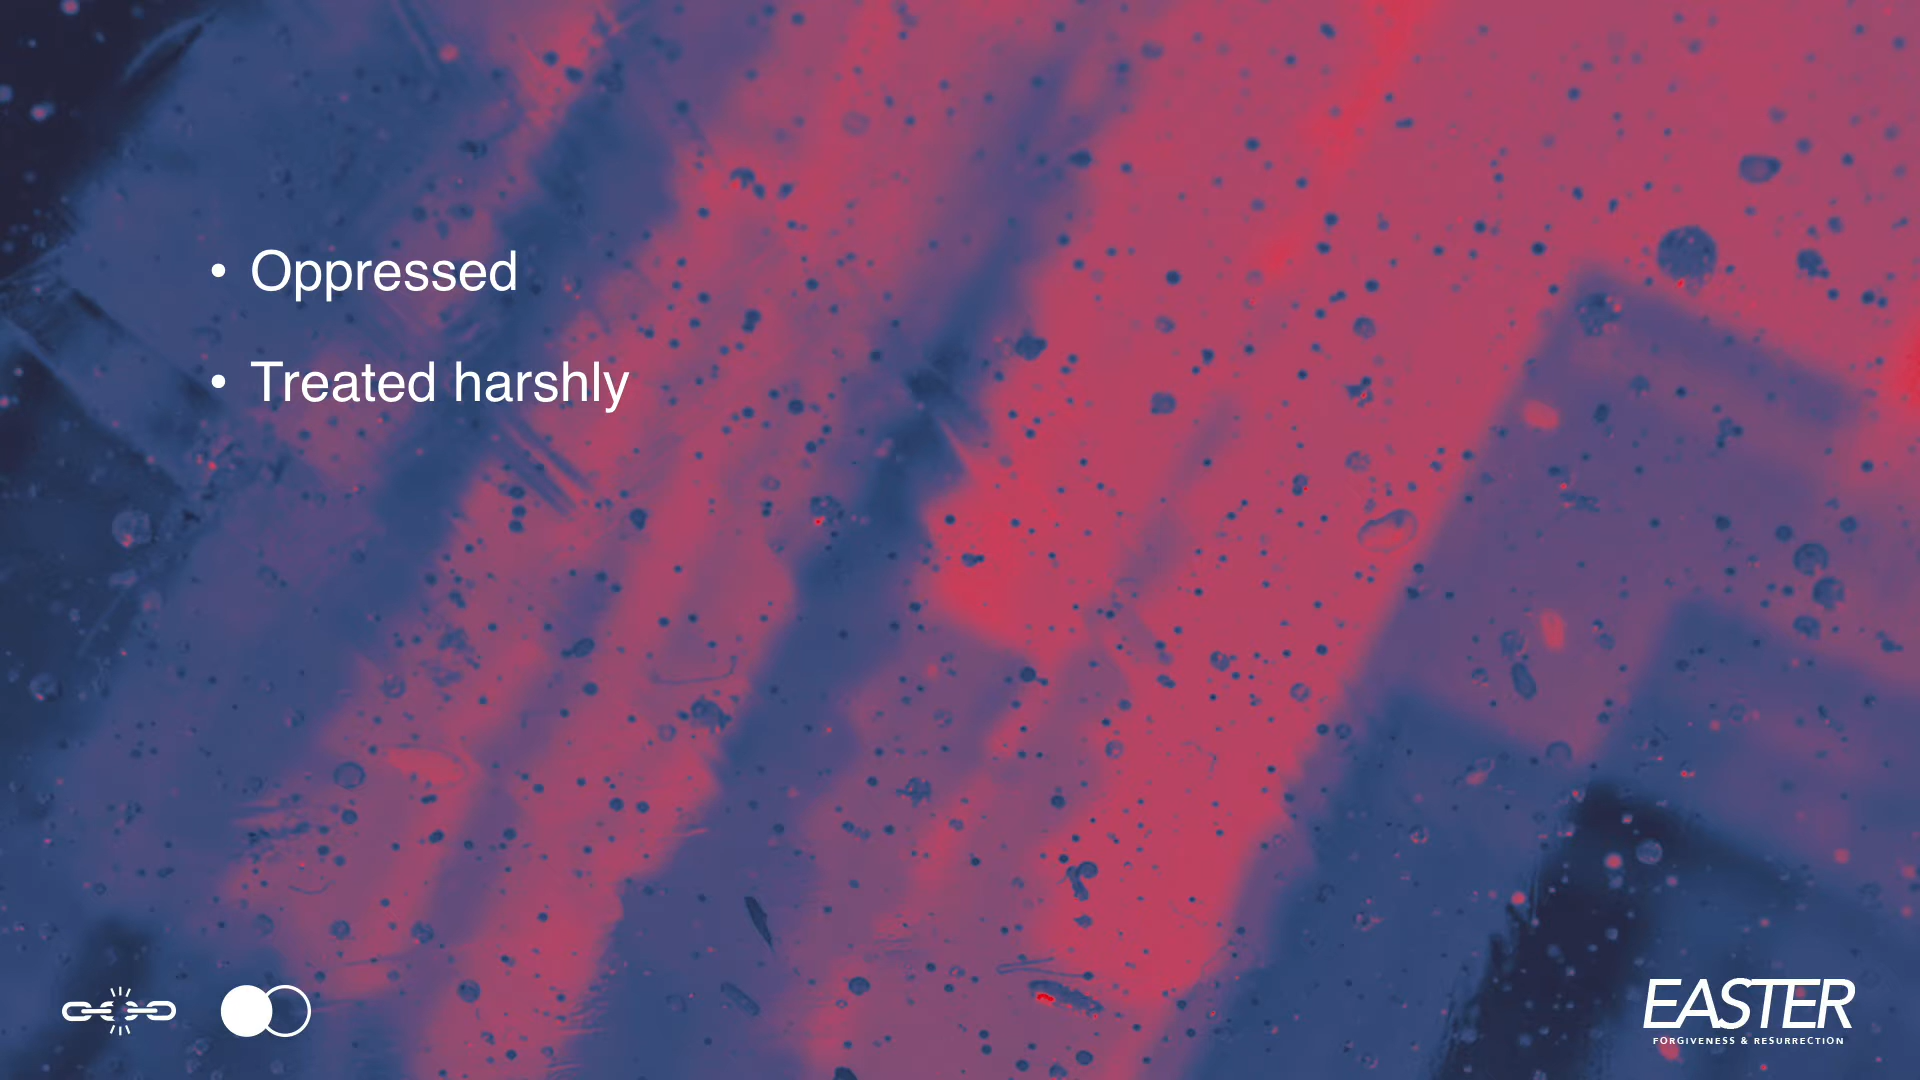 • Oppressed
• Treated harshly
EASTER
FORGIVENESS & RESURRECTION